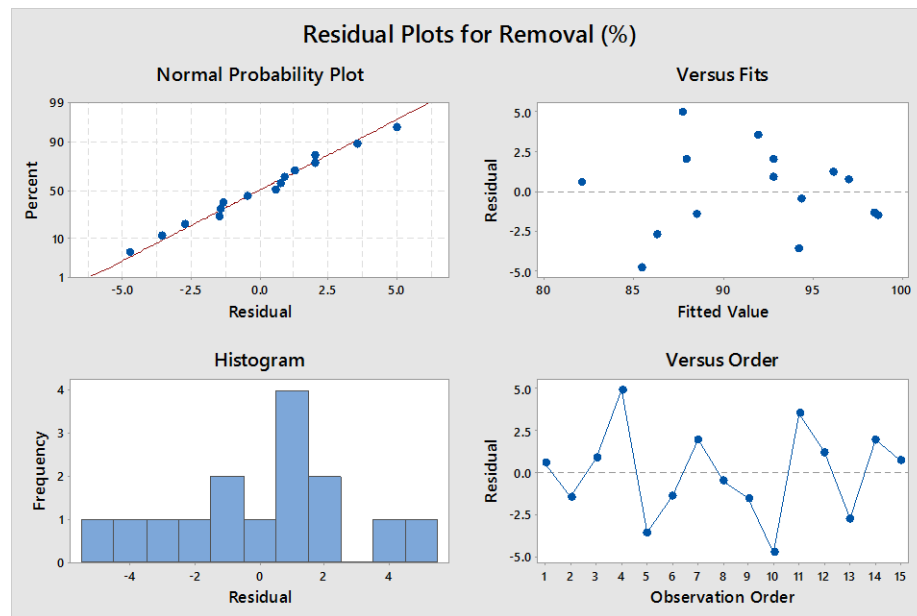 Residual Plots for Removal (%)
Normal Probability Plot
Percent
99
90
50
10
1
-5.0 -2.5 0.0 2.5 5.0
Residual
Versus Fits
Residual
5.0
2.5
0.0
-2.5
-5.0
80 85 90 95 100
Fitted Value
Histogram
Frequency
4
3
2
1
0
-4 -2 0 2 4
Residual
Versus Order
Residual
5.0
2.5
0.0
-2.5
-5.0
1 2 3 4 5 6 7 8 9 10 11 12 13 14 15
Observation Order